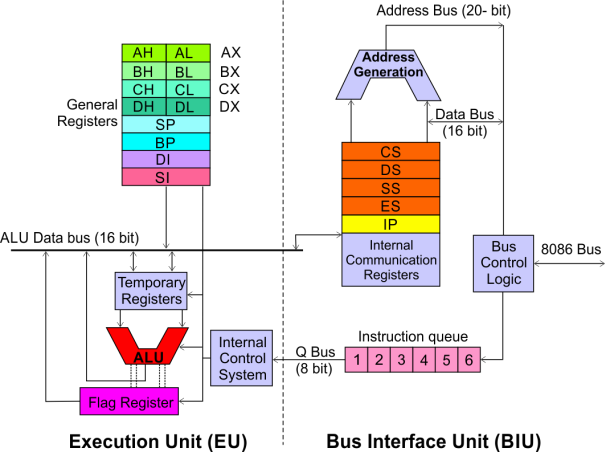 Address Bus (20- bit)
AH AL AX
BH BL BX
CH CL CX
DH DL DX
General
Registers
SP
BP
DI
SI
Address
Generation
Data Bus
(16 bit)
CS
DS
SS
ES
IP
Internal
Communication
Registers
ALU Data bus (16 bit)
Bus
Control
Logic
8086 Bus
Temporary
Registers
ALU
Internal
Control
System
Q Bus
(8 bit)
Instruction queue
1 2 3 4 5 6
Flag Register
Execution Unit (EU)
Bus Interface Unit (BIU)